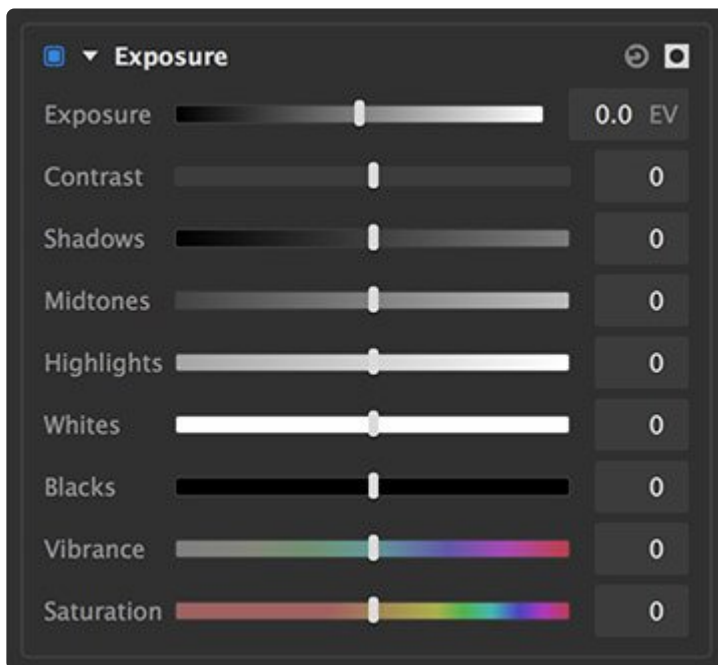 Exposure
Exposure 0.0 EV
Contrast 0
Shadows 0
Midtones 0
Highlights 0
Whites 0
Blacks 0
Vibrance 0
Saturation 0